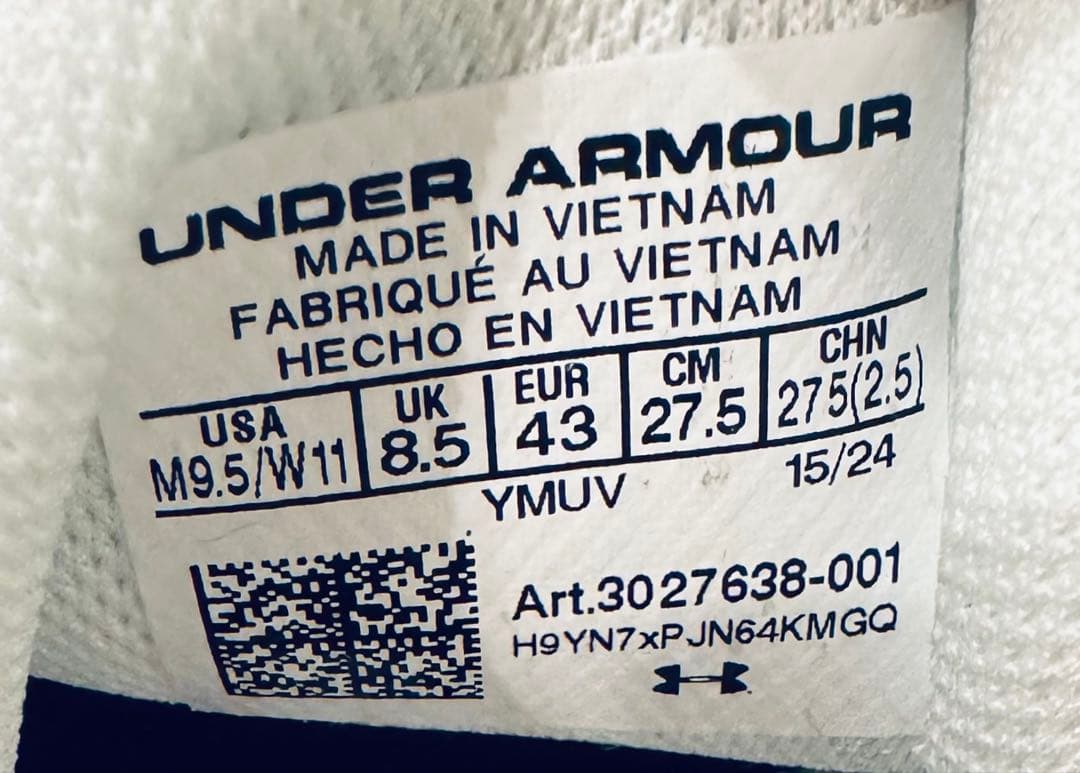 UNDER ARMOUR
MADE IN VIETNAM
FABRIQUÉ AU VIETNAM
HECHO EN VIETNAM
USA UK EUR CM CHN
M9.5/W11 8.5 43 27.5 275(2.5)
YMUV 15/24
Art.3027638-001
H9YN7xPJN64KMGQ